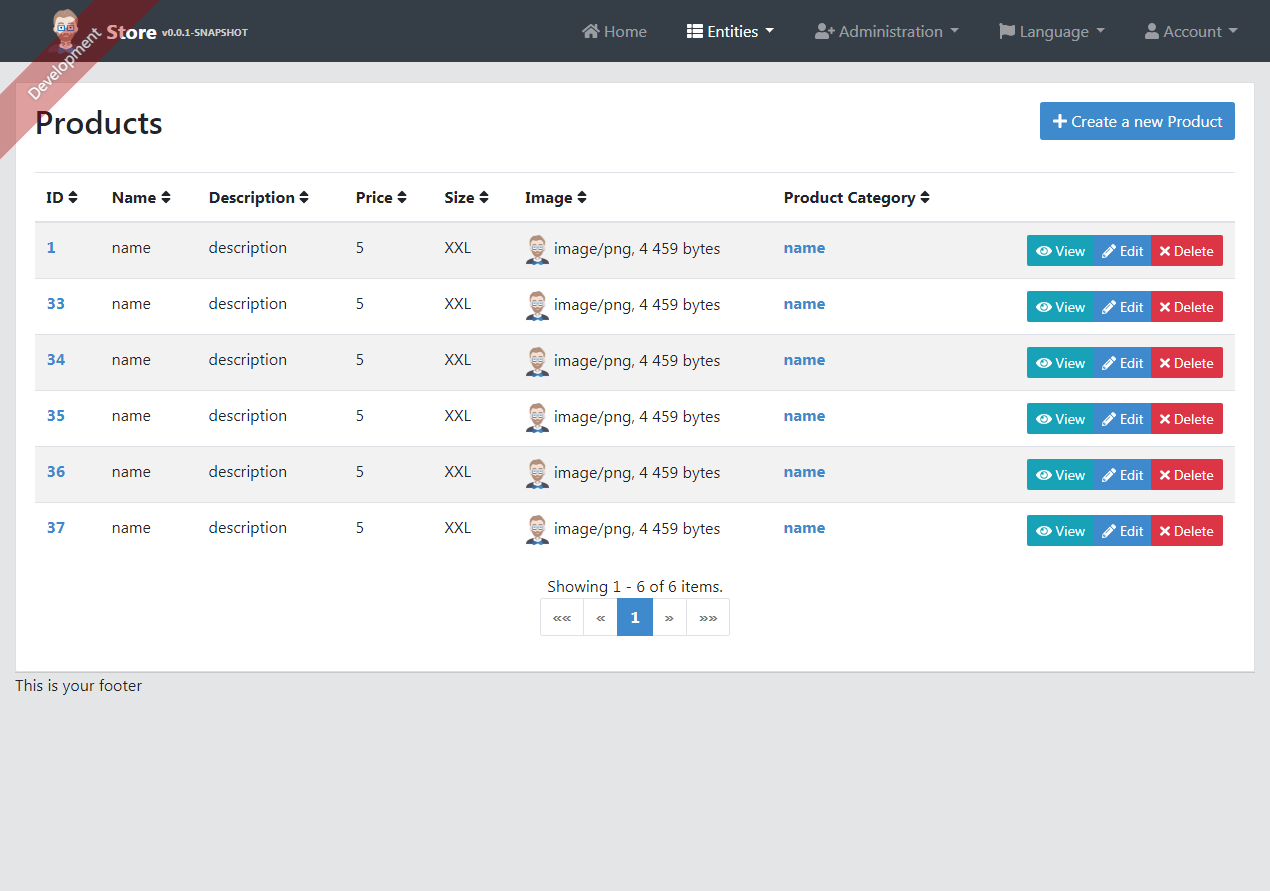 Development
Store v0.0.1-SNAPSHOT Home Entities Administration Language Account
Products Create a new Product
ID Name Description Price Size Image Product Category
1 name description 5 XXL image/png, 4 459 bytes name View Edit Delete
33 name description 5 XXL image/png, 4 459 bytes name View Edit Delete
34 name description 5 XXL image/png, 4 459 bytes name View Edit Delete
35 name description 5 XXL image/png, 4 459 bytes name View Edit Delete
36 name description 5 XXL image/png, 4 459 bytes name View Edit Delete
37 name description 5 XXL image/png, 4 459 bytes name View Edit Delete
Showing 1 - 6 of 6 items.
«« « 1 » »»
This is your footer